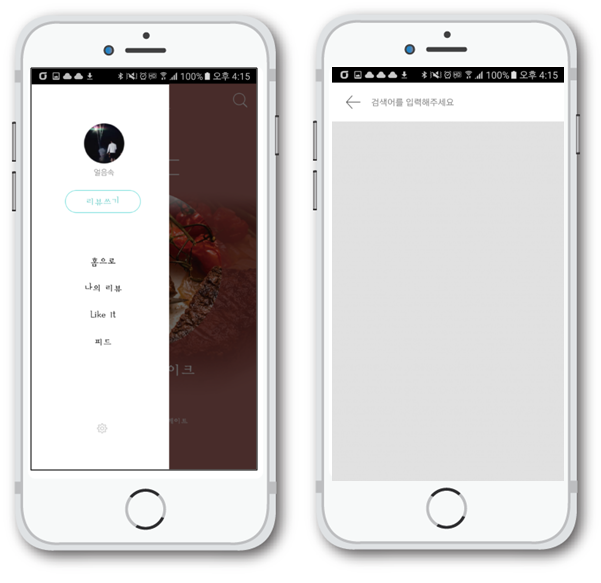 100% 오후 4:15
얼음속
리뷰쓰기
홈으로
나의 리뷰
Like it
피드
이크
100% 오후 4:15
검색어를 입력해주세요